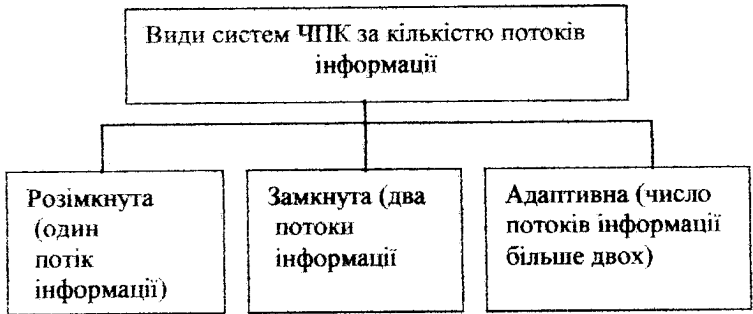 Види систем ЧПК за кількістю потоків
інформації
Розімкнута
(один
потік
інформації)
Замкнута (два
потоки
інформації
Адаптивна (число
потоків інформації
більше двох)